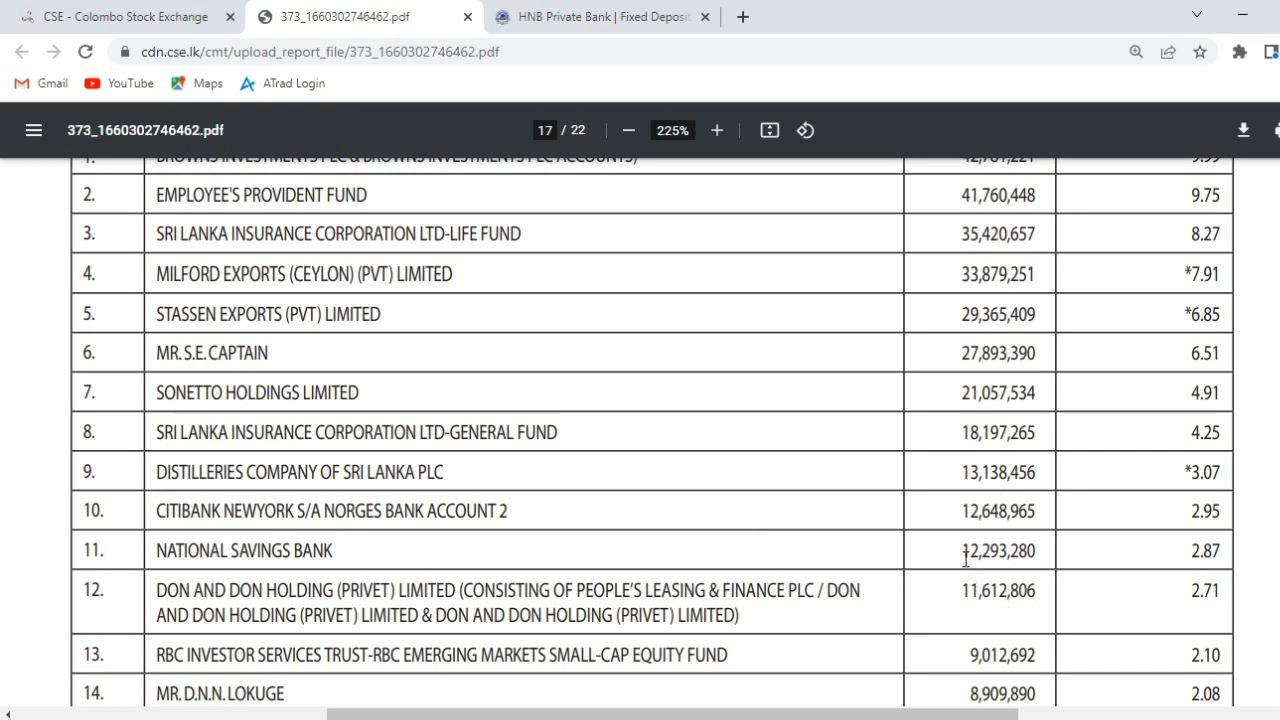 CSE - Colombo Stock Exchange
373_1660302746462.pdf
HNB Private Bank | Fixed Deposit
cdn.cse.lk/cmt/upload_report_file/373_1660302746462.pdf
Gmail YouTube Maps ATrad Login
373_1660302746462.pdf 17 / 22 225%
1. BROWNS INVESTMENTS PLC & BROWNS INVESTMENTS PLC ACCOUNTS) 42,781,221 9.99
2. EMPLOYEE'S PROVIDENT FUND 41,760,448 9.75
3. SRI LANKA INSURANCE CORPORATION LTD-LIFE FUND 35,420,657 8.27
4. MILFORD EXPORTS (CEYLON) (PVT) LIMITED 33,879,251 *7.91
5. STASSEN EXPORTS (PVT) LIMITED 29,365,409 *6.85
6. MR. S.E. CAPTAIN 27,893,390 6.51
7. SONETTO HOLDINGS LIMITED 21,057,534 4.91
8. SRI LANKA INSURANCE CORPORATION LTD-GENERAL FUND 18,197,265 4.25
9. DISTILLERIES COMPANY OF SRI LANKA PLC 13,138,456 *3.07
10. CITIBANK NEWYORK S/A NORGES BANK ACCOUNT 2 12,648,965 2.95
11. NATIONAL SAVINGS BANK 12,293,280 2.87
12. DON AND DON HOLDING (PRIVET) LIMITED (CONSISTING OF PEOPLE'S LEASING & FINANCE PLC / DON 11,612,806 2.71
AND DON HOLDING (PRIVET) LIMITED & DON AND DON HOLDING (PRIVET) LIMITED)
13. RBC INVESTOR SERVICES TRUST-RBC EMERGING MARKETS SMALL-CAP EQUITY FUND 9,012,692 2.10
14. MR. D.N.N. LOKUGE 8,909,890 2.08